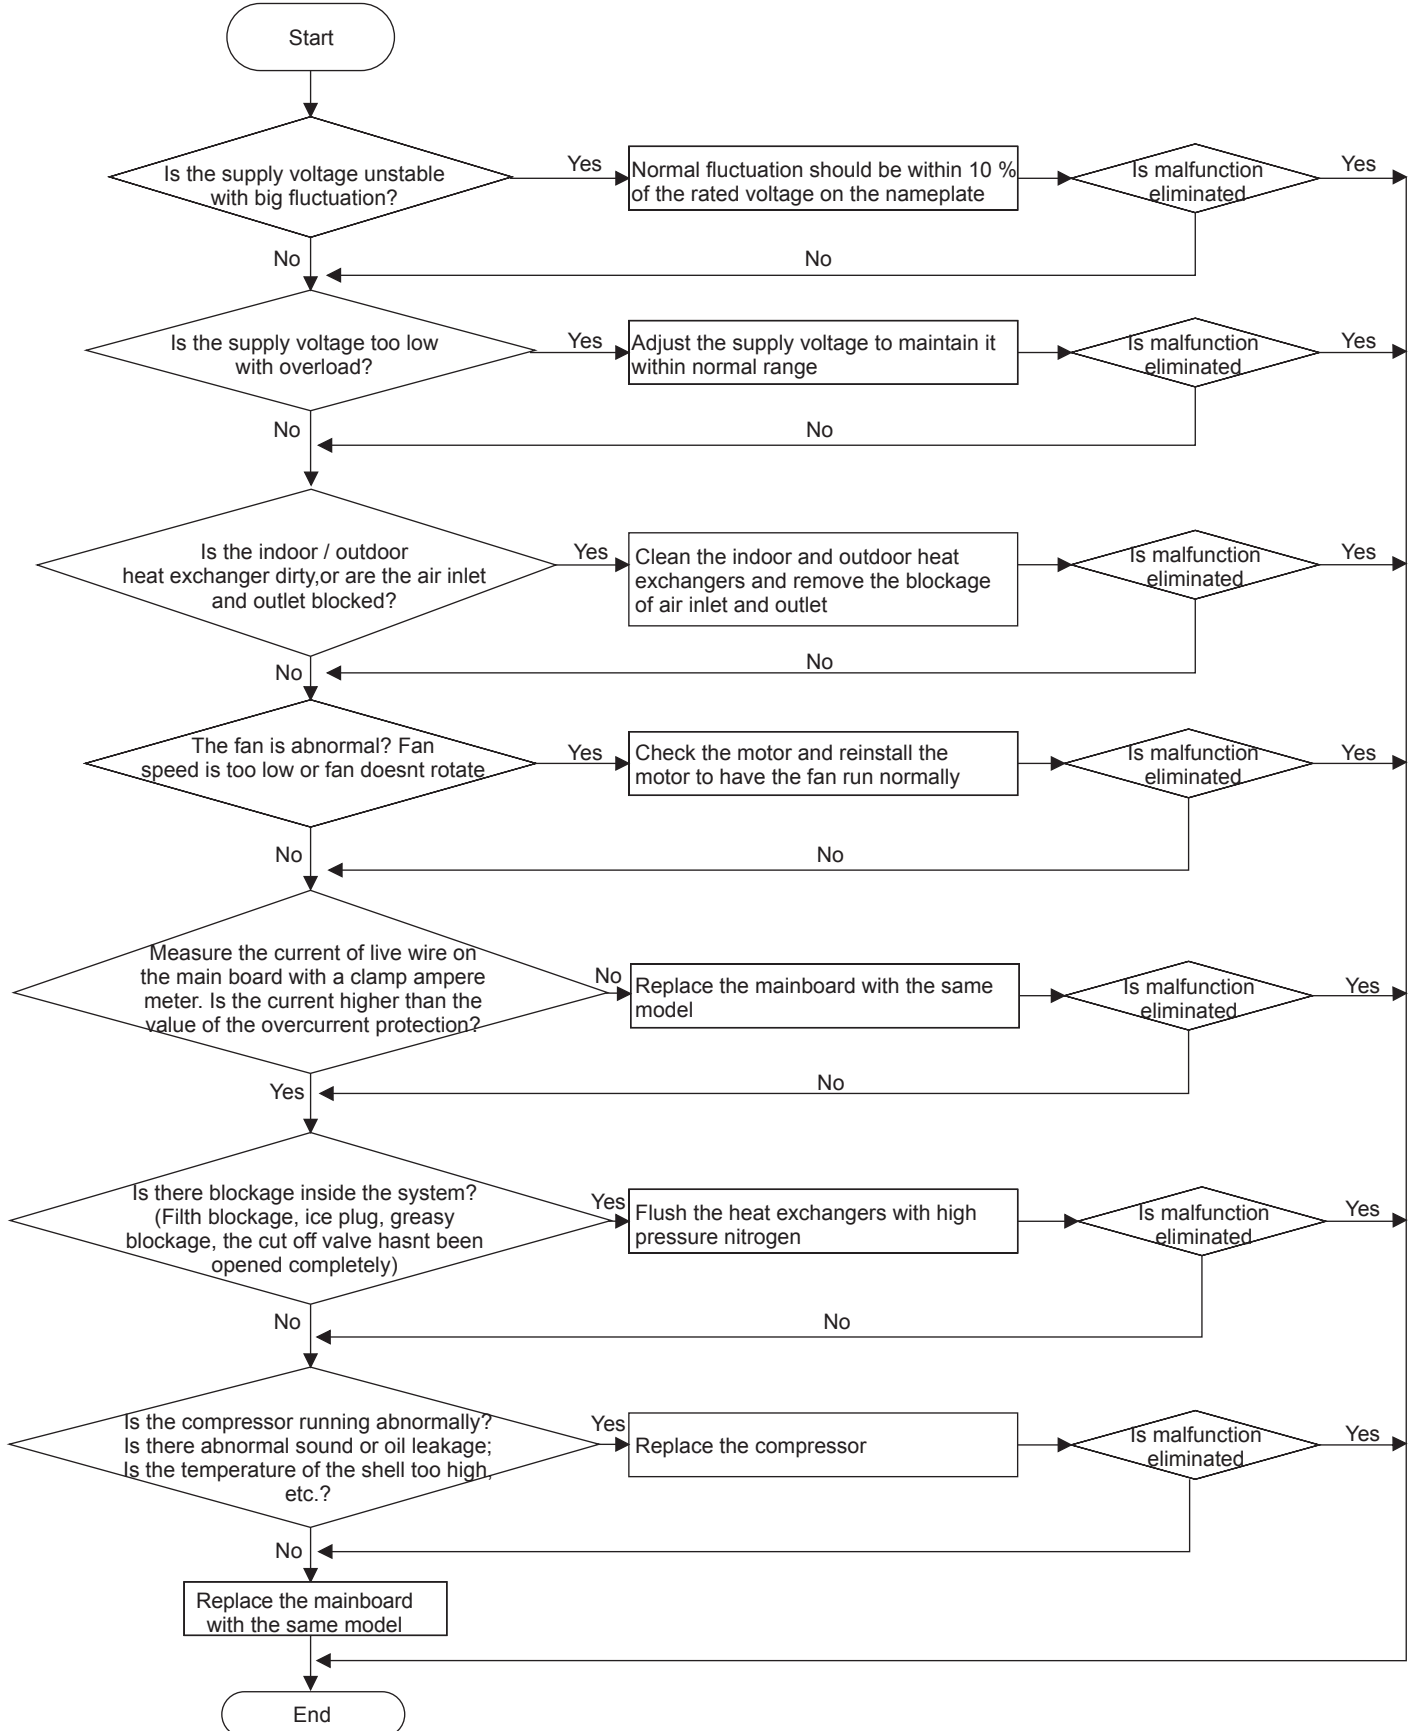 Start
Is the supply voltage unstable
with big fluctuation?
Yes
Normal fluctuation should be within 10 %
of the rated voltage on the nameplate
Is malfunction
eliminated
Yes
No
No
Is the supply voltage too low
with overload?
Yes
Adjust the supply voltage to maintain it
within normal range
Is malfunction
eliminated
Yes
No
No
Is the indoor / outdoor
heat exchanger dirty,or are the air inlet
and outlet blocked?
Yes
Clean the indoor and outdoor heat
exchangers and remove the blockage
of air inlet and outlet
Is malfunction
eliminated
Yes
No
No
The fan is abnormal? Fan
speed is too low or fan doesnt rotate
Yes
Check the motor and reinstall the
motor to have the fan run normally
Is malfunction
eliminated
Yes
No
No
Measure the current of live wire on
the main board with a clamp ampere
meter. Is the current higher than the
value of the overcurrent protection?
No
Replace the mainboard with the same
model
Is malfunction
eliminated
Yes
Yes
No
Is there blockage inside the system?
(Filth blockage, ice plug, greasy
blockage, the cut off valve hasnt been
opened completely)
Yes
Flush the heat exchangers with high
pressure nitrogen
Is malfunction
eliminated
Yes
No
No
Is the compressor running abnormally?
Is there abnormal sound or oil leakage;
Is the temperature of the shell too high,
etc.?
Yes
Replace the compressor
Is malfunction
eliminated
Yes
No
Replace the mainboard
with the same model
End